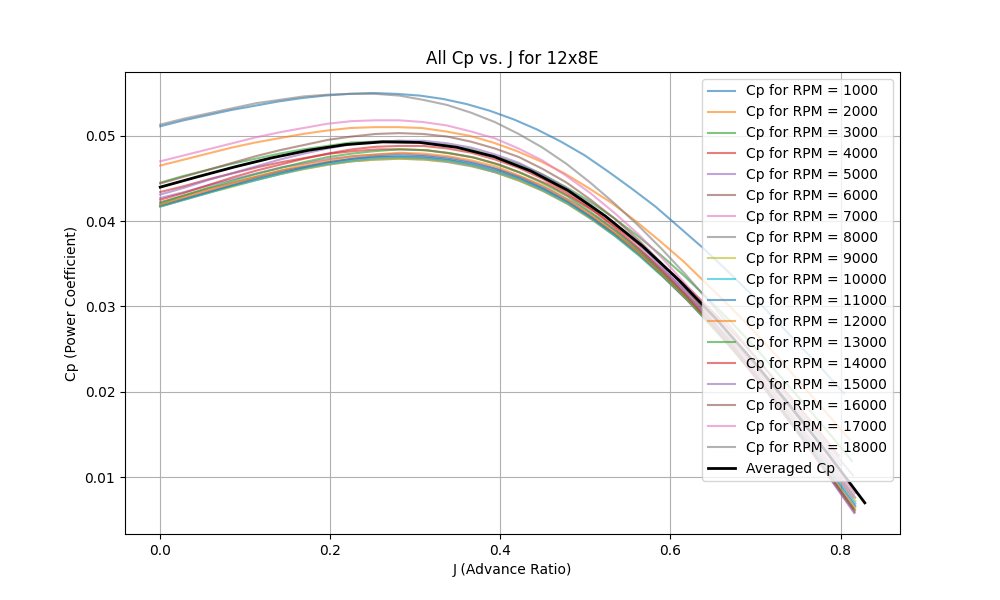 All Cp vs. J for 12x8E
Cp (Power Coefficient)
0.05
0.04
0.03
0.02
0.01
0.0
0.2
0.4
0.6
0.8
J (Advance Ratio)
Cp for RPM = 1000
Cp for RPM = 2000
Cp for RPM = 3000
Cp for RPM = 4000
Cp for RPM = 5000
Cp for RPM = 6000
Cp for RPM = 7000
Cp for RPM = 8000
Cp for RPM = 9000
Cp for RPM = 10000
Cp for RPM = 11000
Cp for RPM = 12000
Cp for RPM = 13000
Cp for RPM = 14000
Cp for RPM = 15000
Cp for RPM = 16000
Cp for RPM = 17000
Cp for RPM = 18000
Averaged Cp